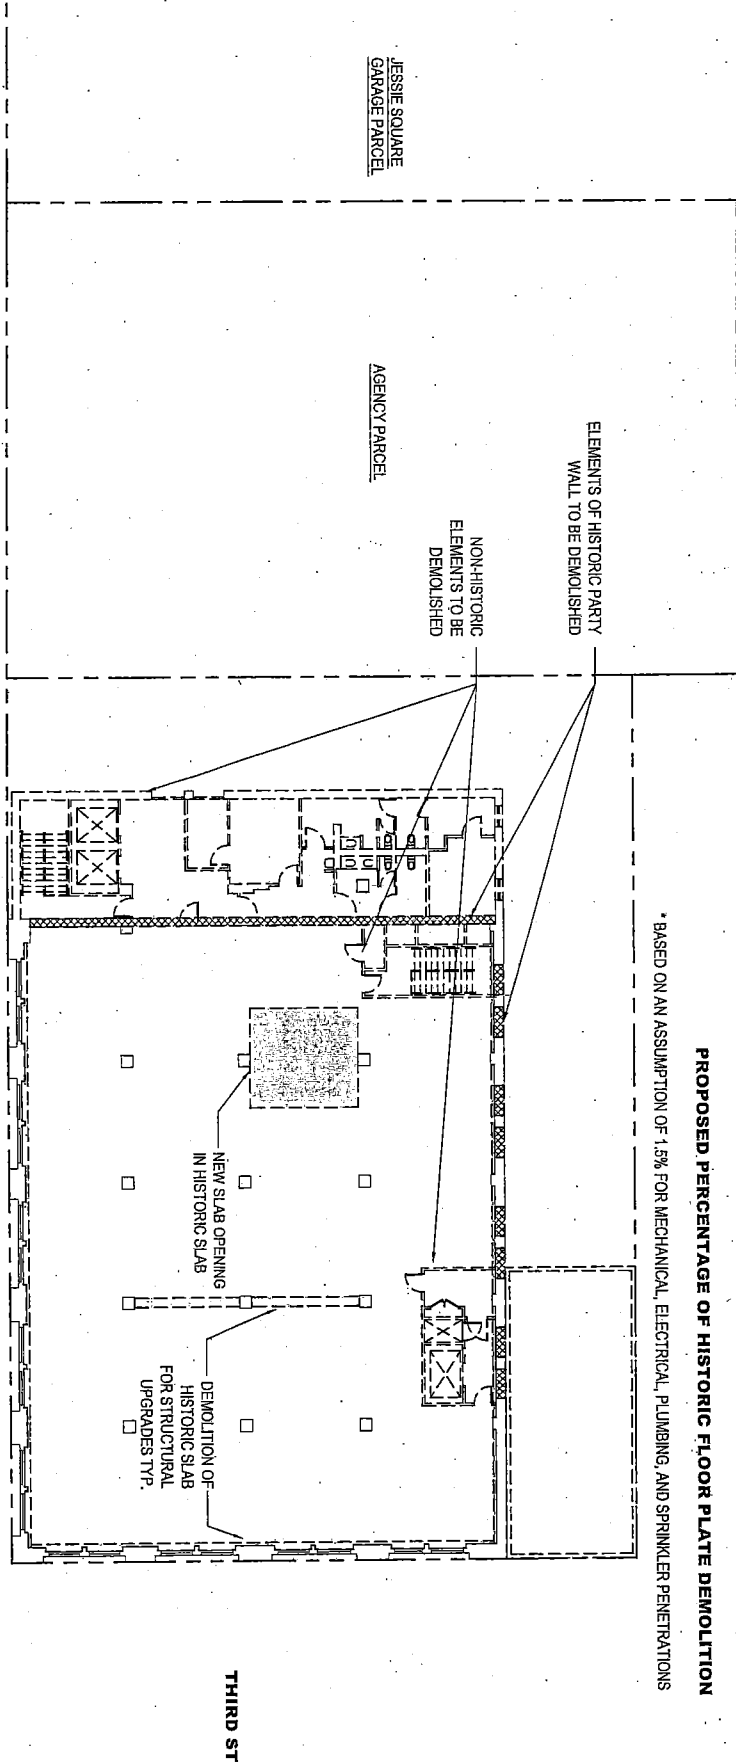 PROPOSED PERCENTAGE OF HISTORIC FLOOR PLATE DEMOLITION
* BASED ON AN ASSUMPTION OF 1.5% FOR MECHANICAL, ELECTRICAL, PLUMBING, AND SPRINKLER PENETRATIONS
ELEMENTS OF HISTORIC PARTY
WALL TO BE DEMOLISHED
NON-HISTORIC
ELEMENTS TO BE
DEMOLISHED
JESSIE SQUARE
GARAGE PARCEL
AGENCY PARCEL
NEW SLAB OPENING
IN HISTORIC SLAB
DEMOLITION OF
HISTORIC SLAB
FOR STRUCTURAL
UPGRADES TYP.
THIRD ST